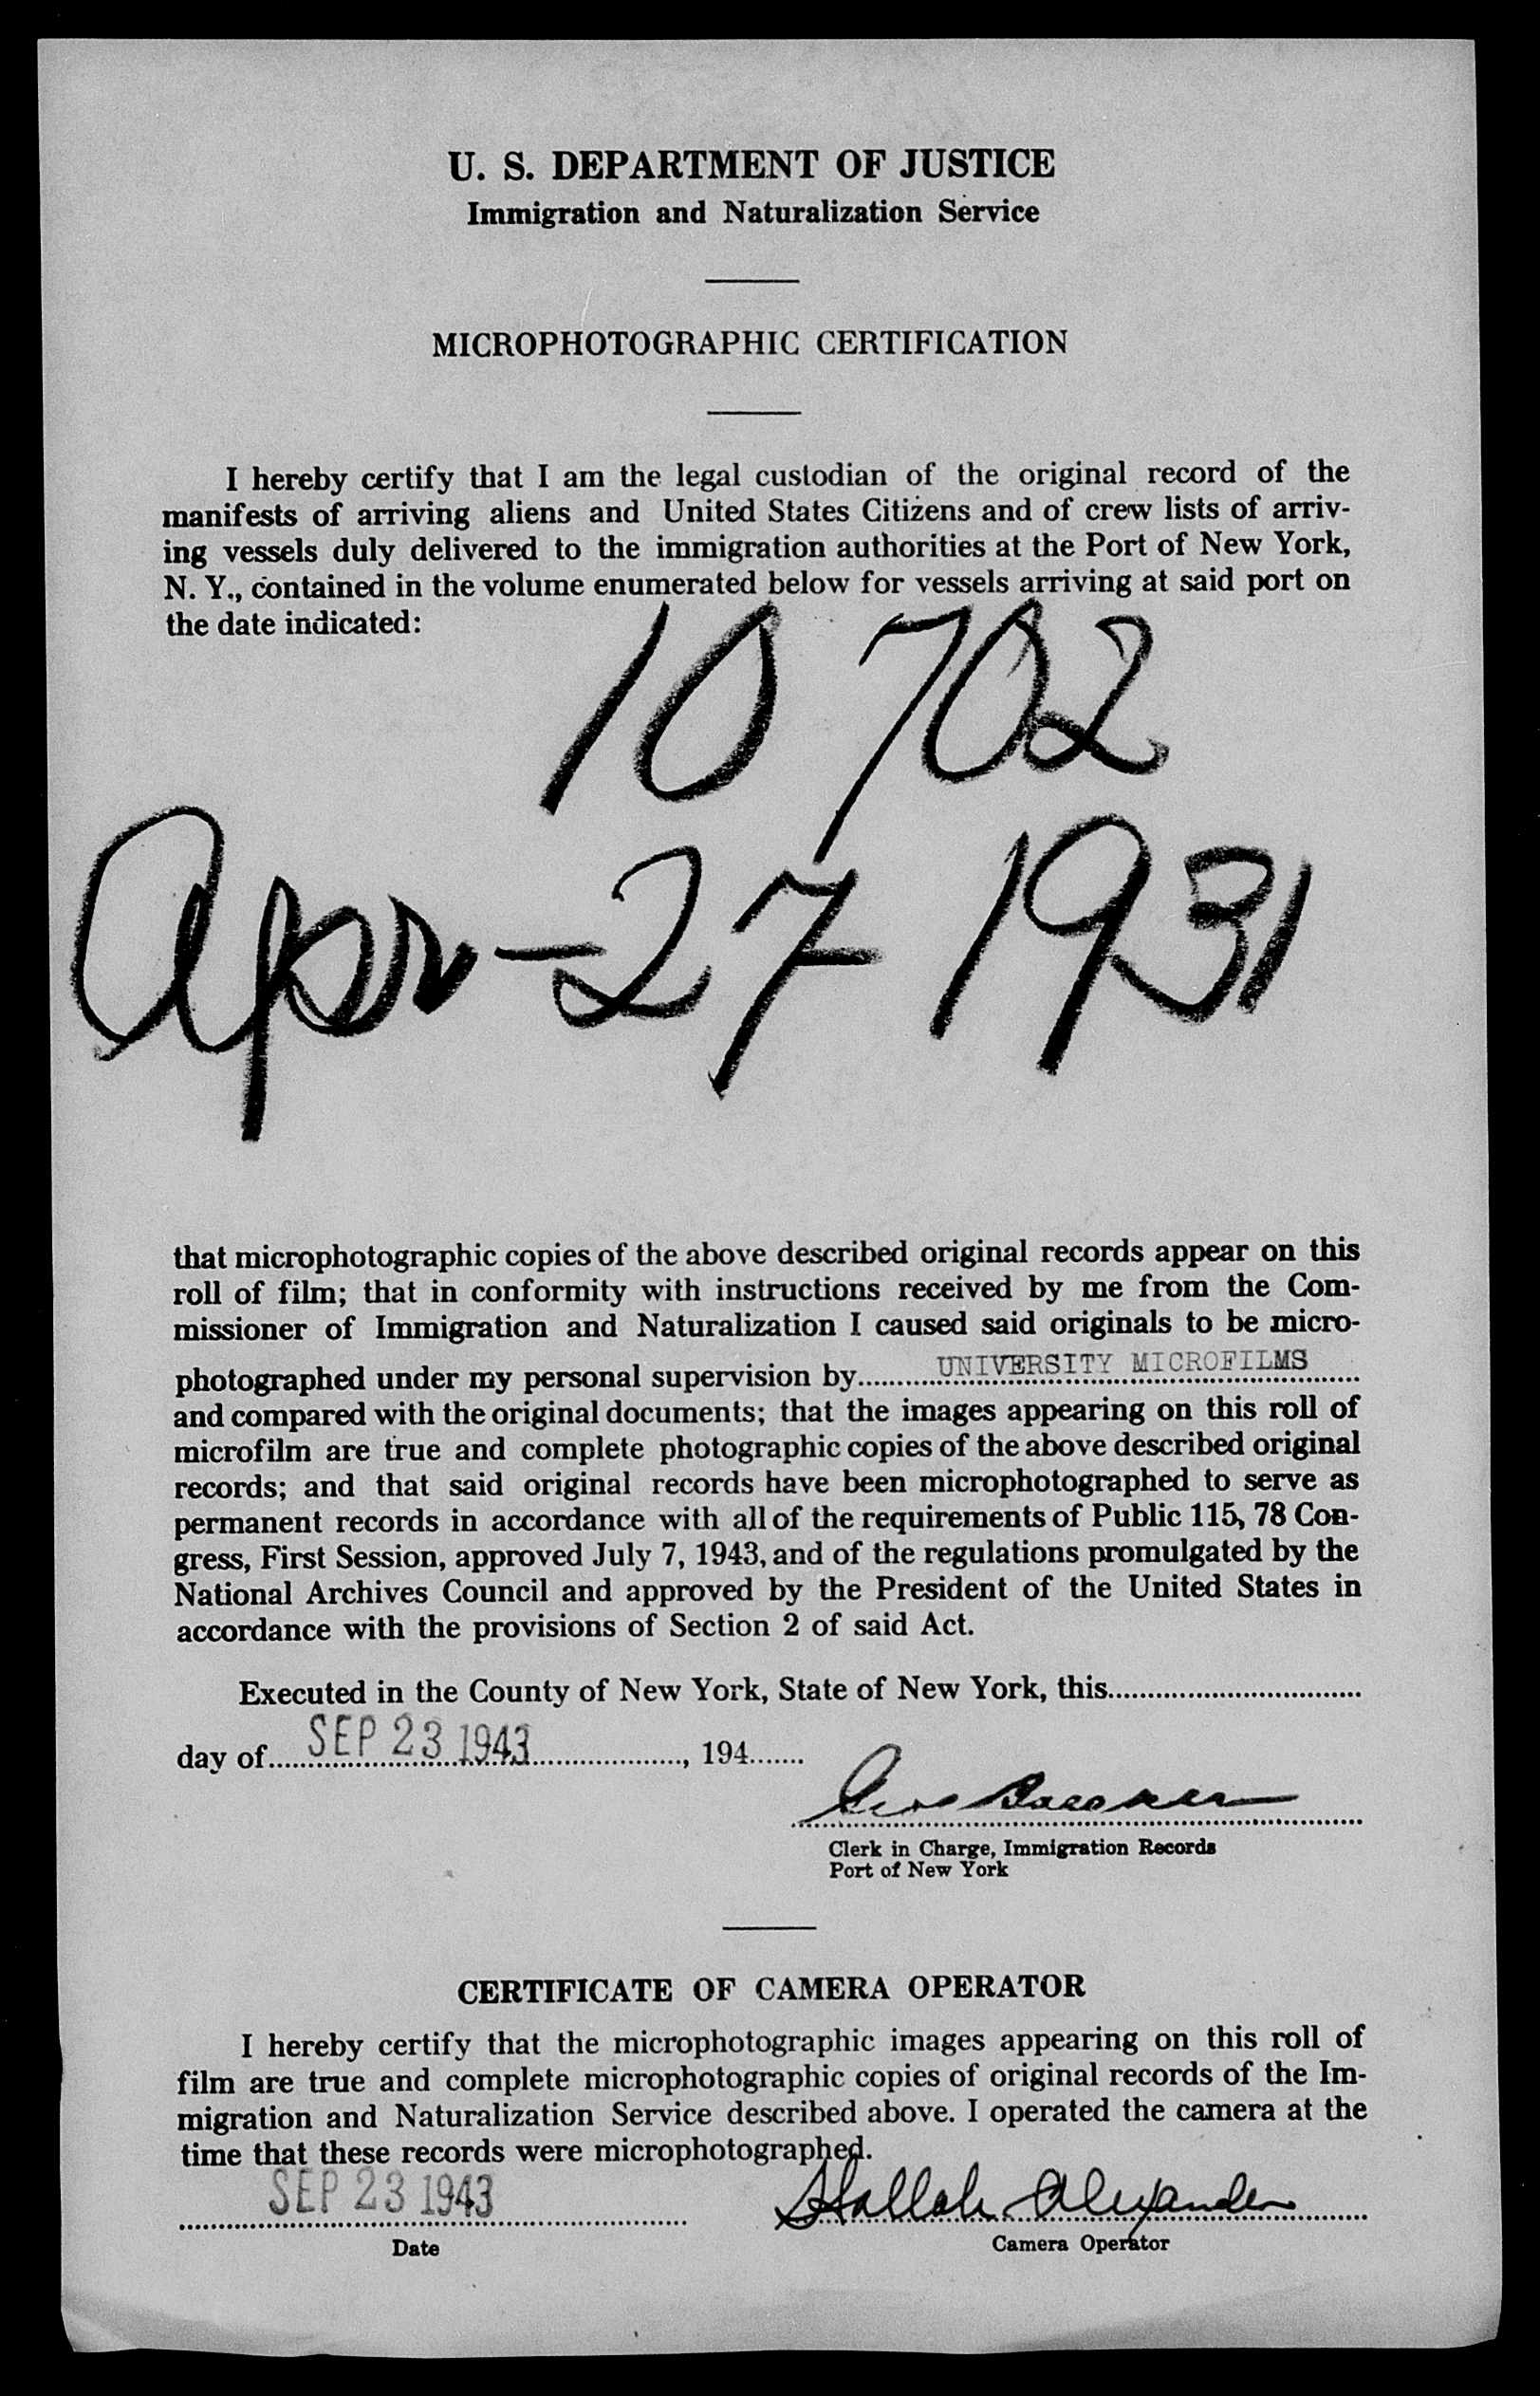 U. S. DEPARTMENT OF JUSTICE
Immigration and Naturalization Service
MICROPHOTOGRAPHIC CERTIFICATION
I hereby certify that I am the legal custodian of the original record of the
manifests of arriving aliens and United States Citizens and of crew lists of arriv-
ing vessels duly delivered to the immigration authorities at the Port of New York,
N. Y., contained in the volume enumerated below for vessels arriving at said port on
the date indicated:
10702
Apr-27 1931
that microphotographic copies of the above described original records appear on this
roll of film; that in conformity with instructions received by me from the Com-
missioner of Immigration and Naturalization I caused said originals to be micro-
photographed under my personal supervision by UNIVERSITY MICROFILMS
and compared with the original documents; that the images appearing on this roll of
microfilm are true and complete photographic copies of the above described original
records; and that said original records have been microphotographed to serve as
permanent records in accordance with all of the requirements of Public 115, 78 Con-
gress, First Session, approved July 7, 1943, and of the regulations promulgated by the
National Archives Council and approved by the President of the United States in
accordance with the provisions of Section 2 of said Act.
Executed in the County of New York, State of New York, this
day of SEP 23 1943, 194
Clerk in Charge, Immigration Records
Port of New York
CERTIFICATE OF CAMERA OPERATOR
I hereby certify that the microphotographic images appearing on this roll of
film are true and complete microphotographic copies of original records of the Im-
migration and Naturalization Service described above. I operated the camera at the
time that these records were microphotographed.
SEP 23 1943 Alexander
Date Camera Operator